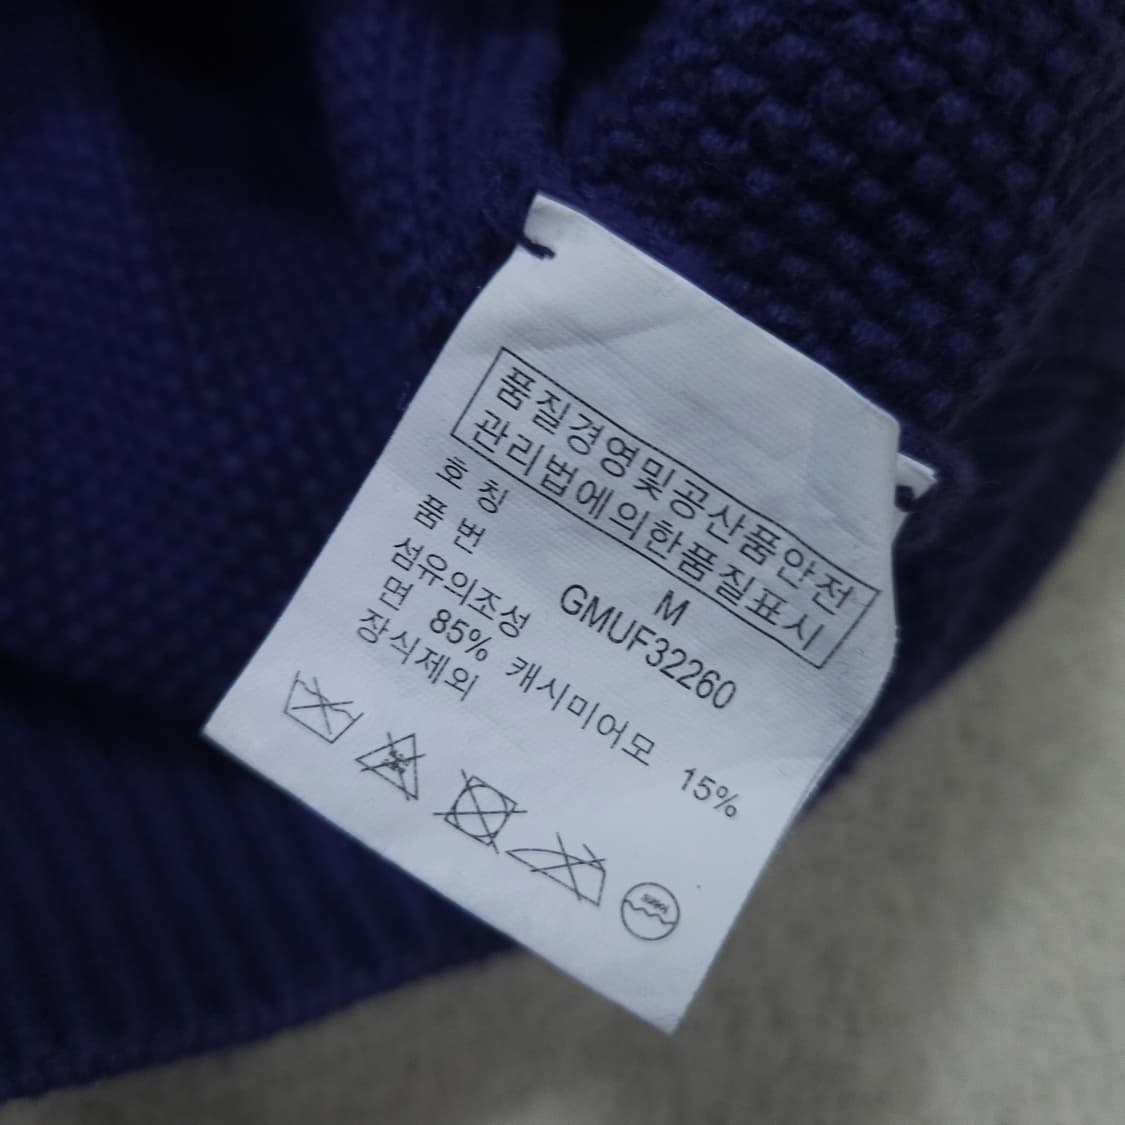 품질경영및공산품안전
관리법에의한품질표시
호 칭 M
품 번 GMUF32260
섬유의조성
면 85% 캐시미어모 15%
장식제외